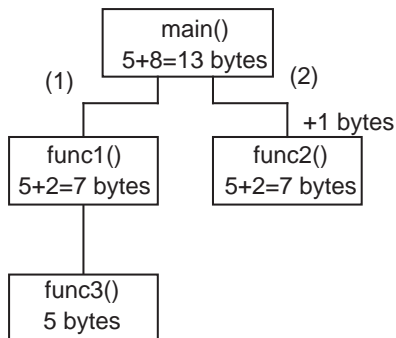 main()
5+8=13 bytes
(1)
(2)
+1 bytes
func1()
5+2=7 bytes
func2()
5+2=7 bytes
func3()
5 bytes